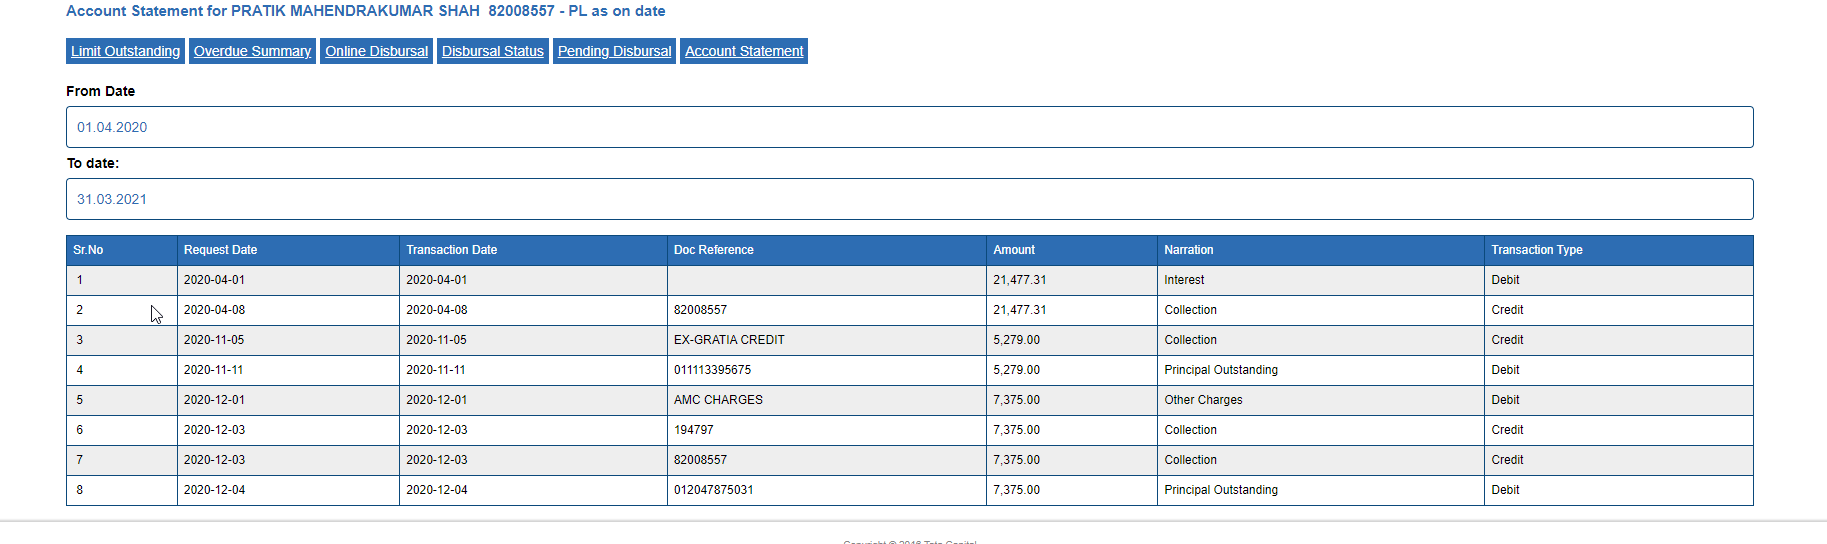 Account Statement for PRATIK MAHENDRAKUMAR SHAH 82008557 - PL as on date
Limit Outstanding Overdue Summary Online Disbursal Disbursal Status Pending Disbursal Account Statement
From Date
01.04.2020
To date:
31.03.2021
Sr.No Request Date Transaction Date Doc Reference Amount Narration Transaction Type
1 2020-04-01 2020-04-01 21,477.31 Interest Debit
2 2020-04-08 2020-04-08 82008557 21,477.31 Collection Credit
3 2020-11-05 2020-11-05 EX-GRATIA CREDIT 5,279.00 Collection Credit
4 2020-11-11 2020-11-11 011113395675 5,279.00 Principal Outstanding Debit
5 2020-12-01 2020-12-01 AMC CHARGES 7,375.00 Other Charges Debit
6 2020-12-03 2020-12-03 194797 7,375.00 Collection Credit
7 2020-12-03 2020-12-03 82008557 7,375.00 Collection Credit
8 2020-12-04 2020-12-04 012047875031 7,375.00 Principal Outstanding Debit
Copyright © 2016 Tata Capital